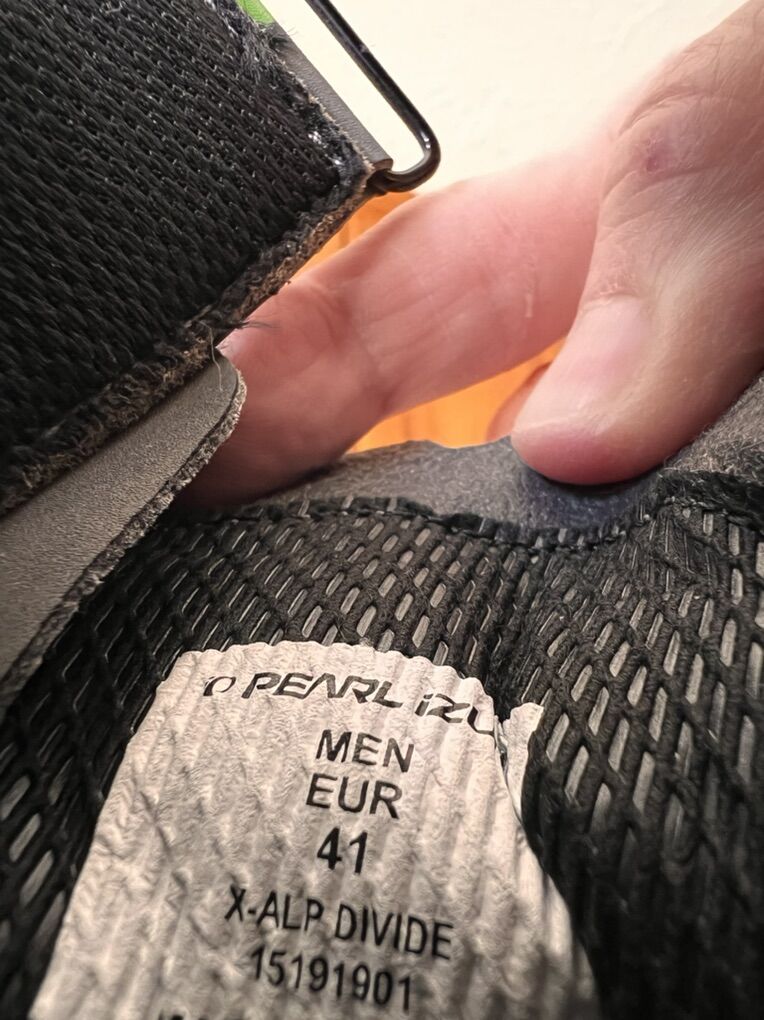 PEARL iZU
MEN
EUR
41
X-ALP DIVIDE
15191901